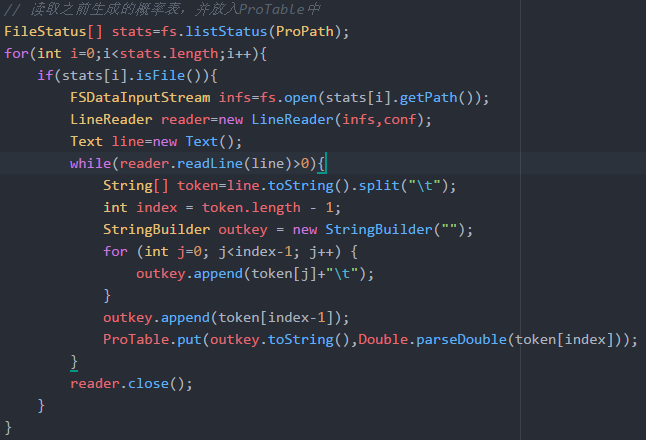 // 读取之前生成的概率表，并放入ProTable中
FileStatus[] stats=fs.listStatus(ProPath);
for(int i=0;i<stats.length;i++){
    if(stats[i].isFile()){
        FSDataInputStream infs=fs.open(stats[i].getPath());
        LineReader reader=new LineReader(infs,conf);
        Text line=new Text();
        while(reader.readLine(line)>0){
            String[] token=line.toString().split("\t");
            int index = token.length - 1;
            StringBuilder outkey = new StringBuilder("");
            for (int j=0; j<index-1; j++) {
                outkey.append(token[j]+"\t");
            }
            outkey.append(token[index-1]);
            ProTable.put(outkey.toString(),Double.parseDouble(token[index]));
        }
        reader.close();
    }
}